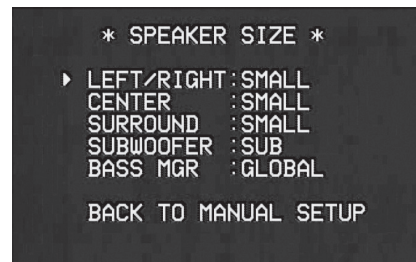 * SPEAKER SIZE *
LEFT/RIGHT:SMALL
CENTER :SMALL
SURROUND :SMALL
SUBWOOFER :SUB
BASS MGR :GLOBAL
BACK TO MANUAL SETUP